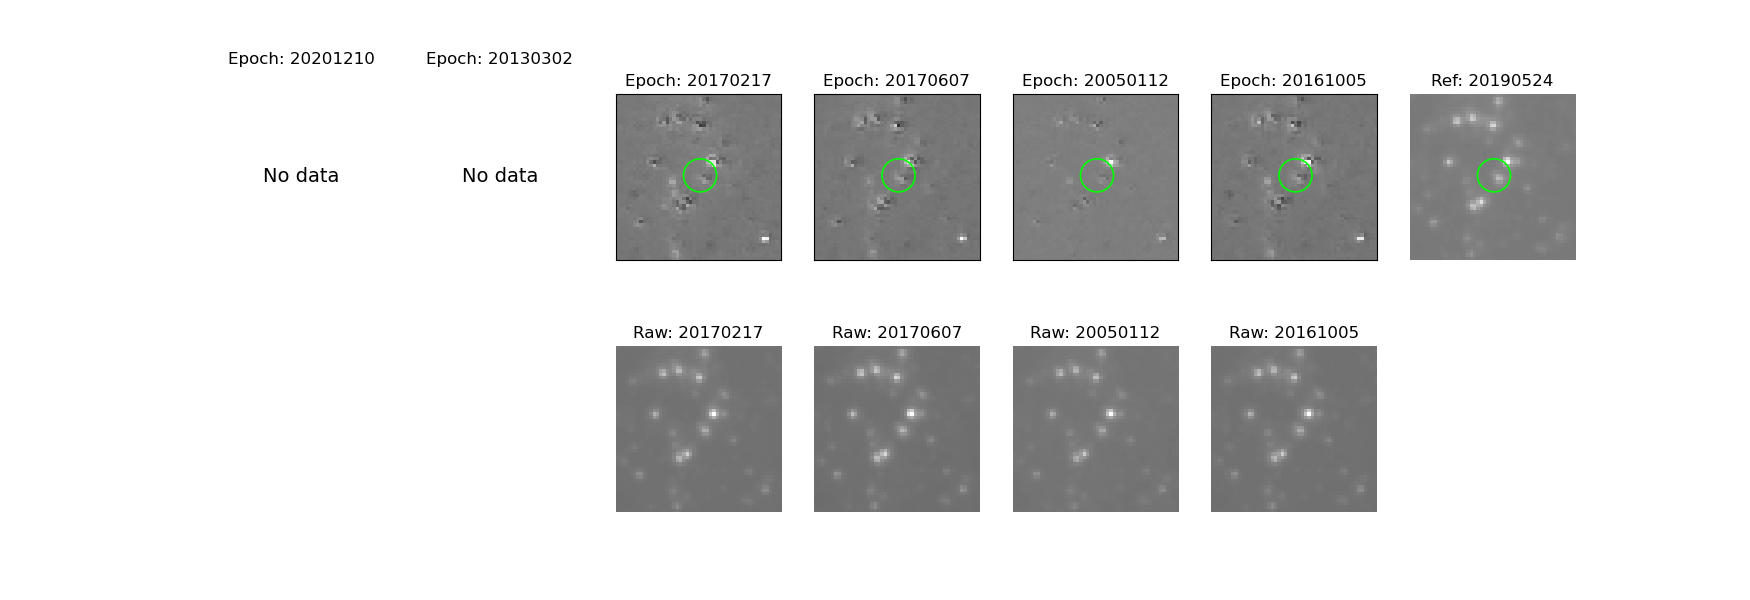 Epoch: 20201210
Epoch: 20130302
Epoch: 20170217
Epoch: 20170607
Epoch: 20050112
Epoch: 20161005
Ref: 20190524
No data
No data
Raw: 20170217
Raw: 20170607
Raw: 20050112
Raw: 20161005